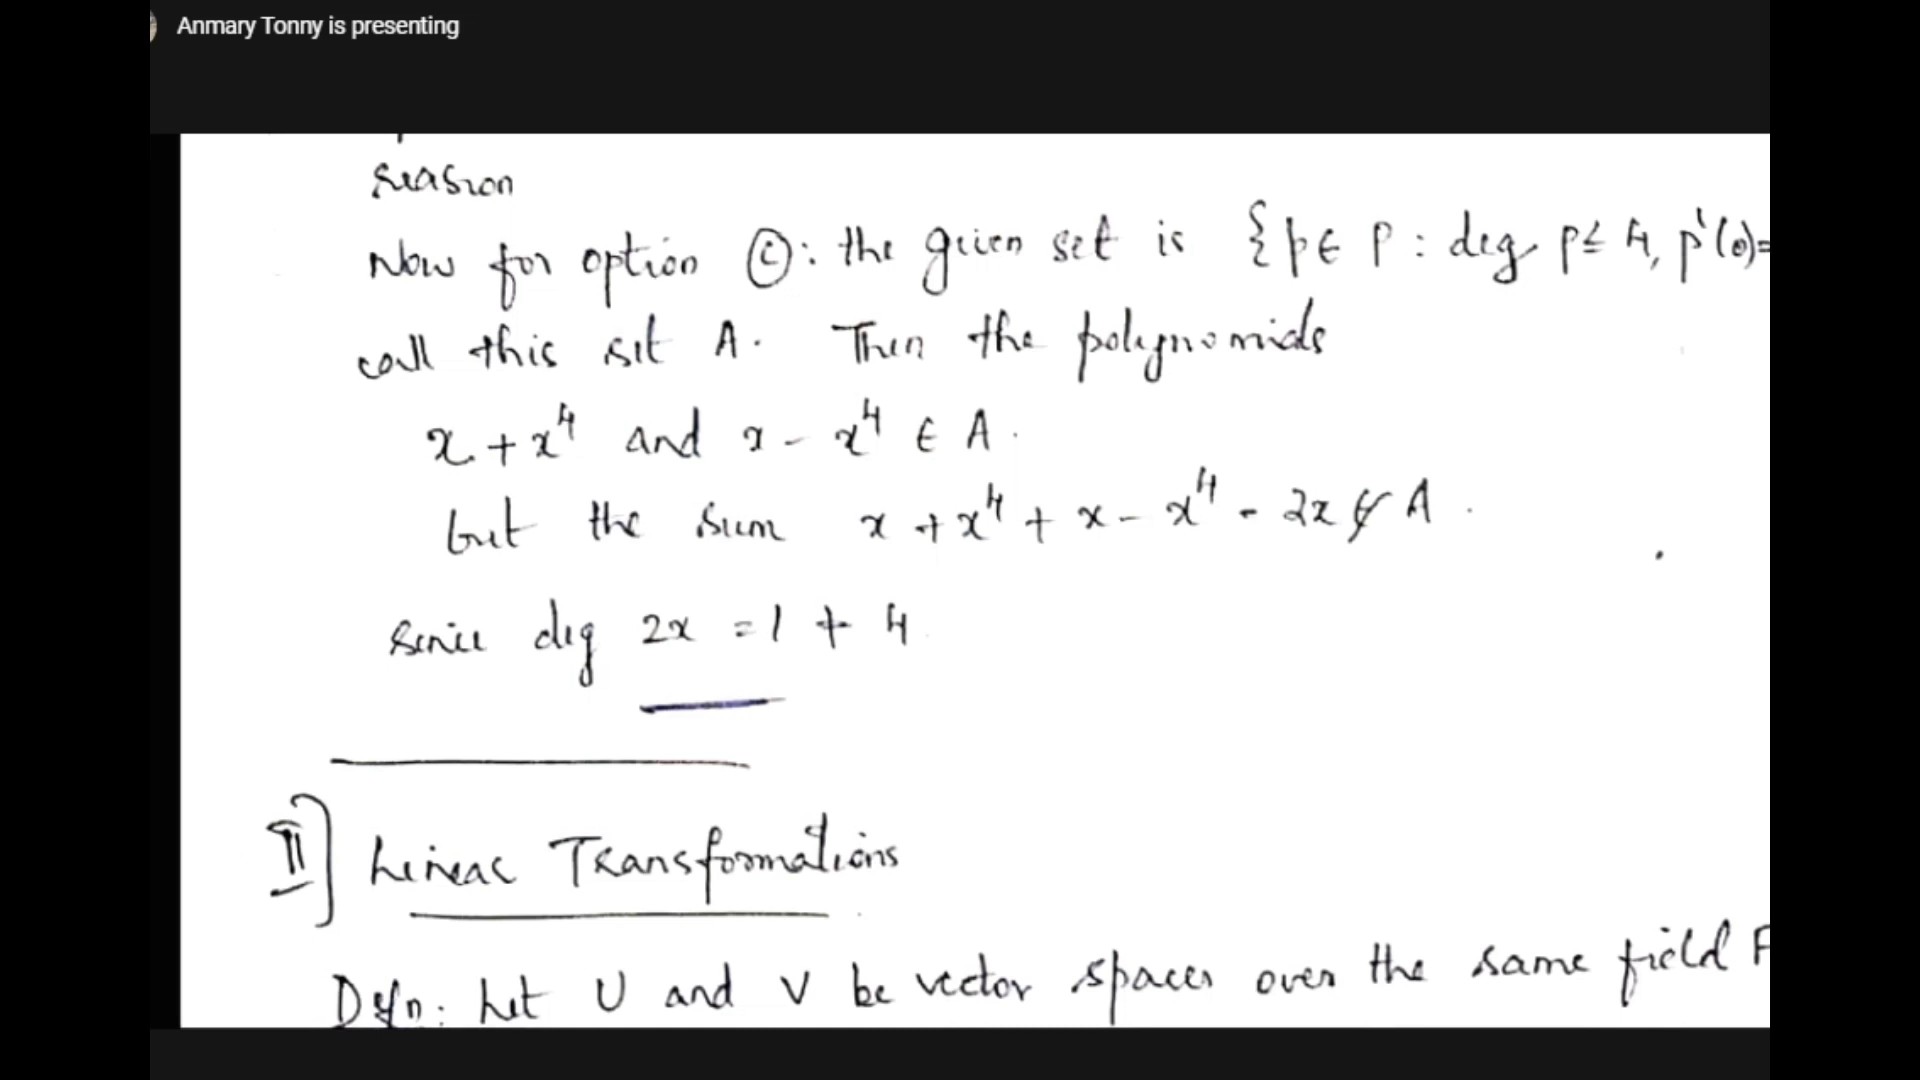 Anmary Tonny is presenting
reason
Now for option ©: the given set is {p ∈ P : deg p ≤ 4, p'(0)=
call this set A. Then the polynomials
x + x⁴ and x - x⁴ ∈ A.
but the sum x + x⁴ + x - x⁴ = 2x ∉ A.
since deg 2x = 1 ≠ 4
II] Linear Transformations
Dfn: Let U and V be vector spaces over the same field F